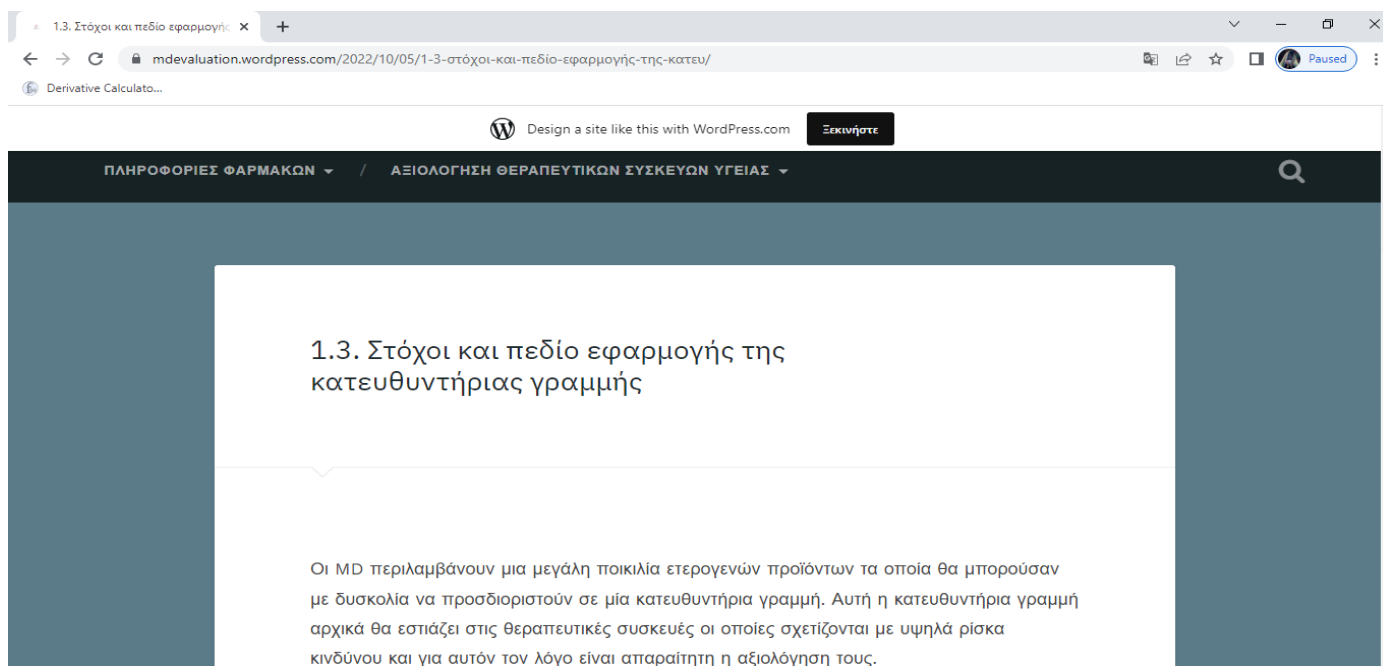 1.3. Στόχοι και πεδίο εφαρμογής
mdevaluation.wordpress.com/2022/10/05/1-3-στόχοι-και-πεδίο-εφαρμογής-της-κατευ/
Paused
Derivative Calculato...
Design a site like this with WordPress.com
Ξεκινήστε
ΠΛΗΡΟΦΟΡΙΕΣ ΦΑΡΜΑΚΩΝ / ΑΞΙΟΛΟΓΗΣΗ ΘΕΡΑΠΕΥΤΙΚΩΝ ΣΥΣΚΕΥΩΝ ΥΓΕΙΑΣ
1.3. Στόχοι και πεδίο εφαρμογής της
κατευθυντήριας γραμμής
Οι MD περιλαμβάνουν μια μεγάλη ποικιλία ετερογενών προϊόντων τα οποία θα μπορούσαν
με δυσκολία να προσδιοριστούν σε μία κατευθυντήρια γραμμή. Αυτή η κατευθυντήρια γραμμή
αρχικά θα εστιάζει στις θεραπευτικές συσκευές οι οποίες σχετίζονται με υψηλά ρίσκα
κινδύνου και για αυτόν τον λόγο είναι απαραίτητη η αξιολόγηση τους.